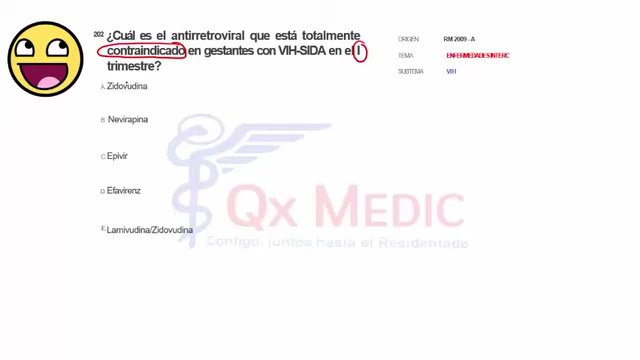 202 ¿Cuál es el antirretroviral que está totalmente
contraindicado en gestantes con VIH-SIDA en el I
trimestre?
A. Zidovudina
B. Nevirapina
C. Epivir
D. Efavirenz
E. Lamivudina/Zidovudina
ORIGEN RM 2009 - A
TEMA ENFERMEDADES INTERC
SUBTEMA VIH
Qx MEDIC
Contigo, juntos hasta el Residentado